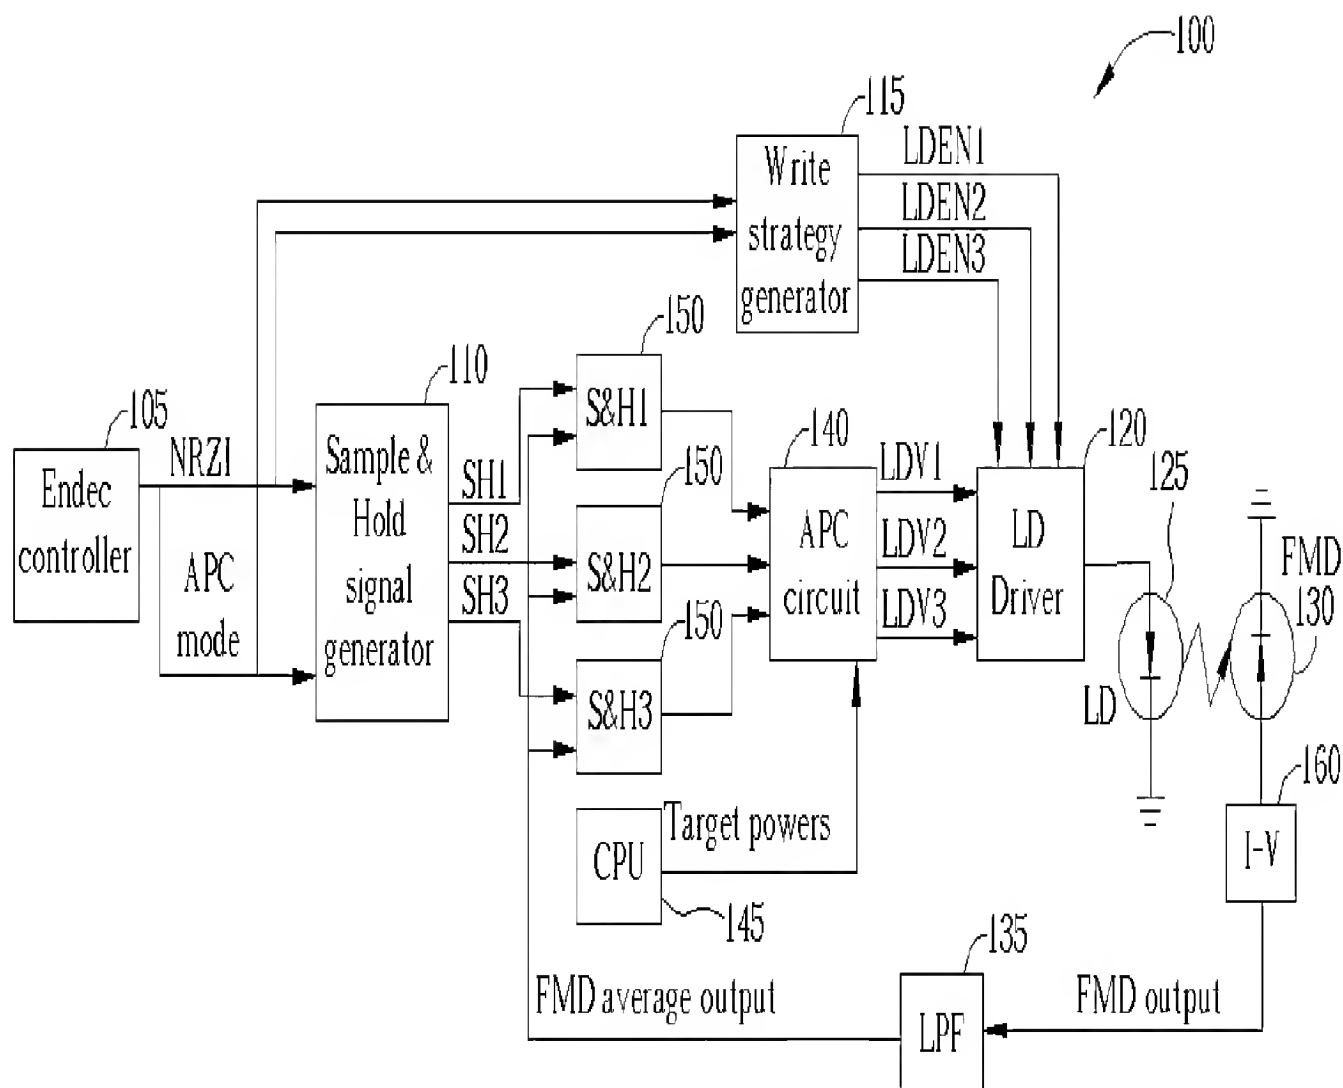 100
115
Write
strategy
generator
LDEN1
LDEN2
LDEN3
150
110
105
S&H1
NRZI
Endec
controller
APC
mode
Sample &
Hold
signal
generator
SH1
SH2
SH3
150
S&H2
150
S&H3
140
APC
circuit
LDV1
LDV2
LDV3
120
LD
Driver
125
LD
FMD
130
160
I-V
CPU
145
Target powers
135
LPF
FMD average output
FMD output